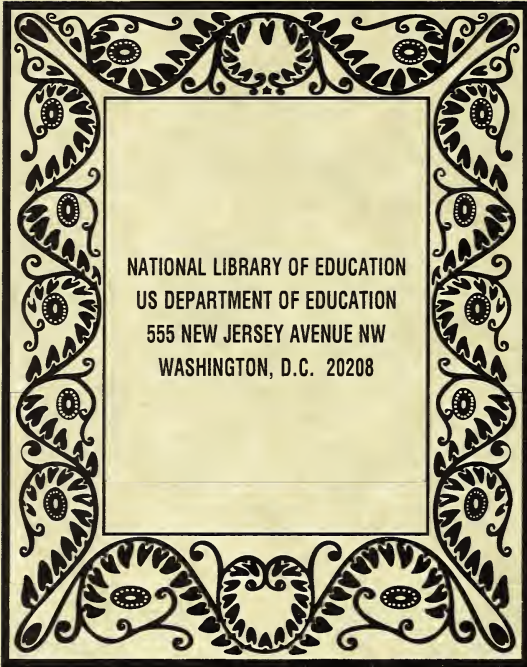 NATIONAL LIBRARY OF EDUCATION
US DEPARTMENT OF EDUCATION
555 NEW JERSEY AVENUE NW
WASHINGTON, D.C. 20208